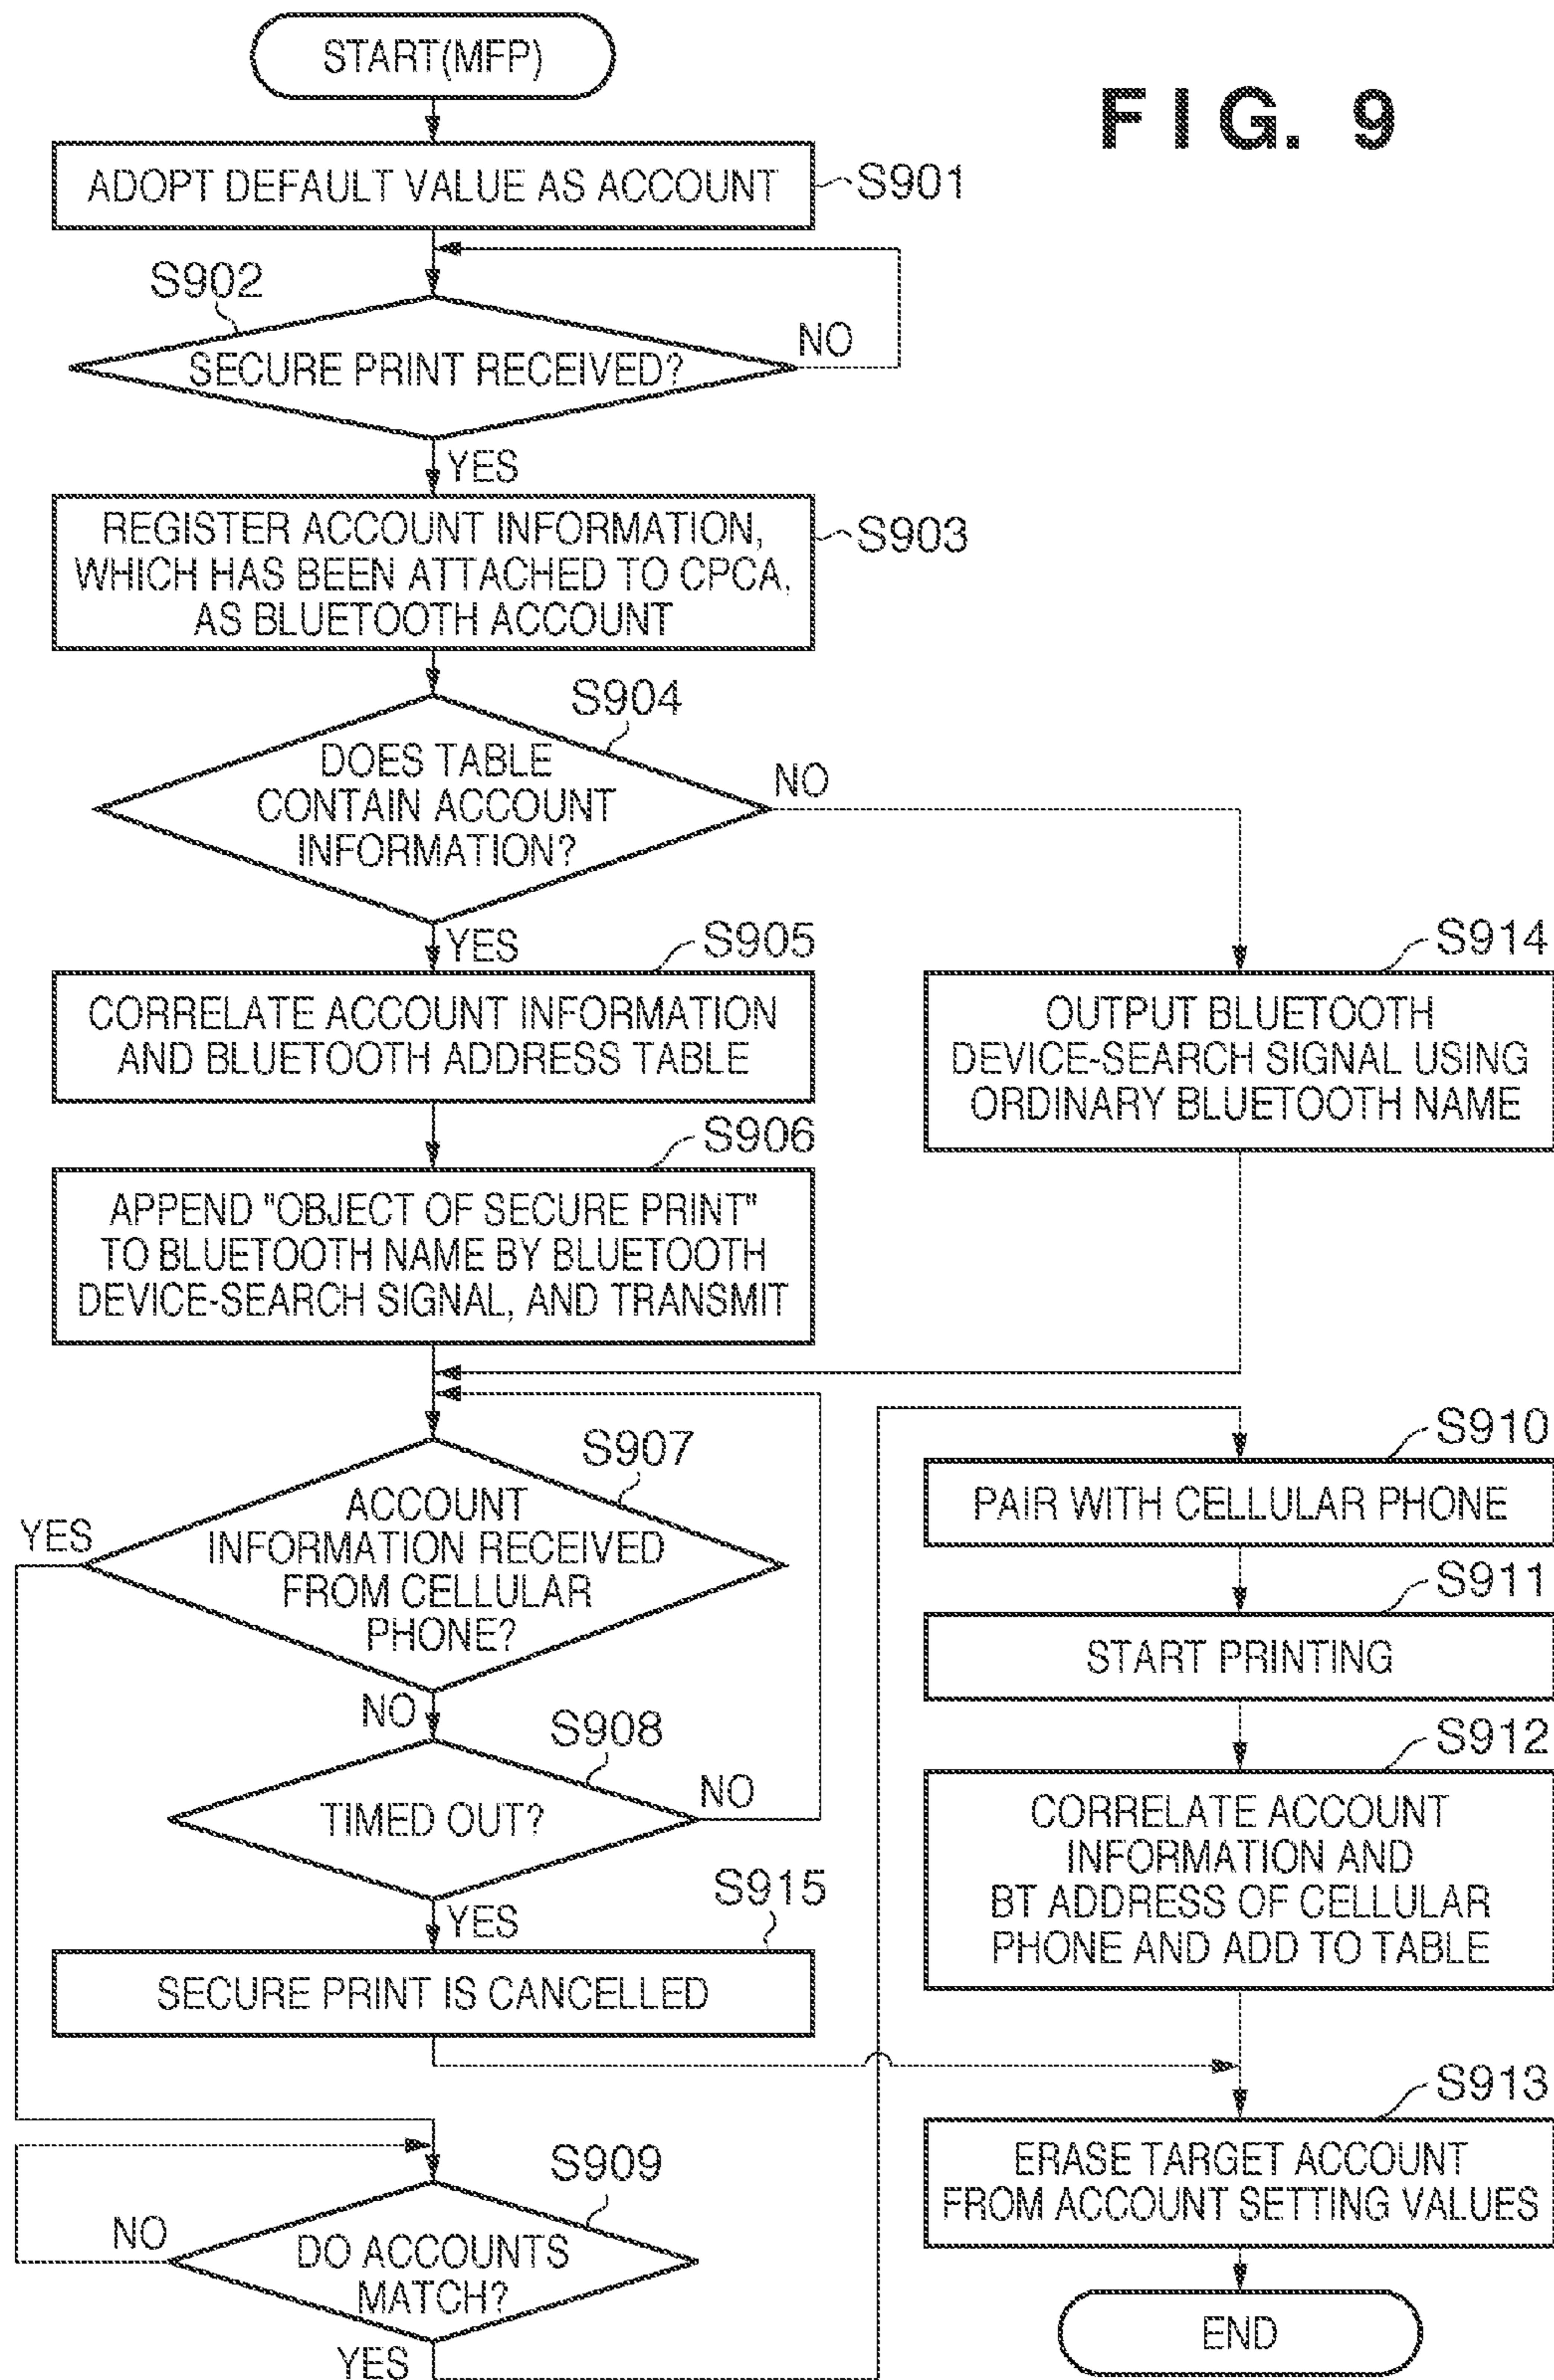 START(MFP)
FIG. 9
ADOPT DEFAULT VALUE AS ACCOUNT
S901
S902
SECURE PRINT RECEIVED?
NO
YES
REGISTER ACCOUNT INFORMATION,
WHICH HAS BEEN ATTACHED TO CPCA,
AS BLUETOOTH ACCOUNT
S903
S904
DOES TABLE
CONTAIN ACCOUNT
INFORMATION?
NO
YES
S905
CORRELATE ACCOUNT INFORMATION
AND BLUETOOTH ADDRESS TABLE
S914
OUTPUT BLUETOOTH
DEVICE-SEARCH SIGNAL USING
ORDINARY BLUETOOTH NAME
S906
APPEND "OBJECT OF SECURE PRINT"
TO BLUETOOTH NAME BY BLUETOOTH
DEVICE-SEARCH SIGNAL, AND TRANSMIT
S907
ACCOUNT
INFORMATION RECEIVED
FROM CELLULAR
PHONE?
YES
NO
S908
TIMED OUT?
NO
YES
S915
SECURE PRINT IS CANCELLED
S909
DO ACCOUNTS
MATCH?
NO
YES
S910
PAIR WITH CELLULAR PHONE
S911
START PRINTING
S912
CORRELATE ACCOUNT
INFORMATION AND
BT ADDRESS OF CELLULAR
PHONE AND ADD TO TABLE
S913
ERASE TARGET ACCOUNT
FROM ACCOUNT SETTING VALUES
END